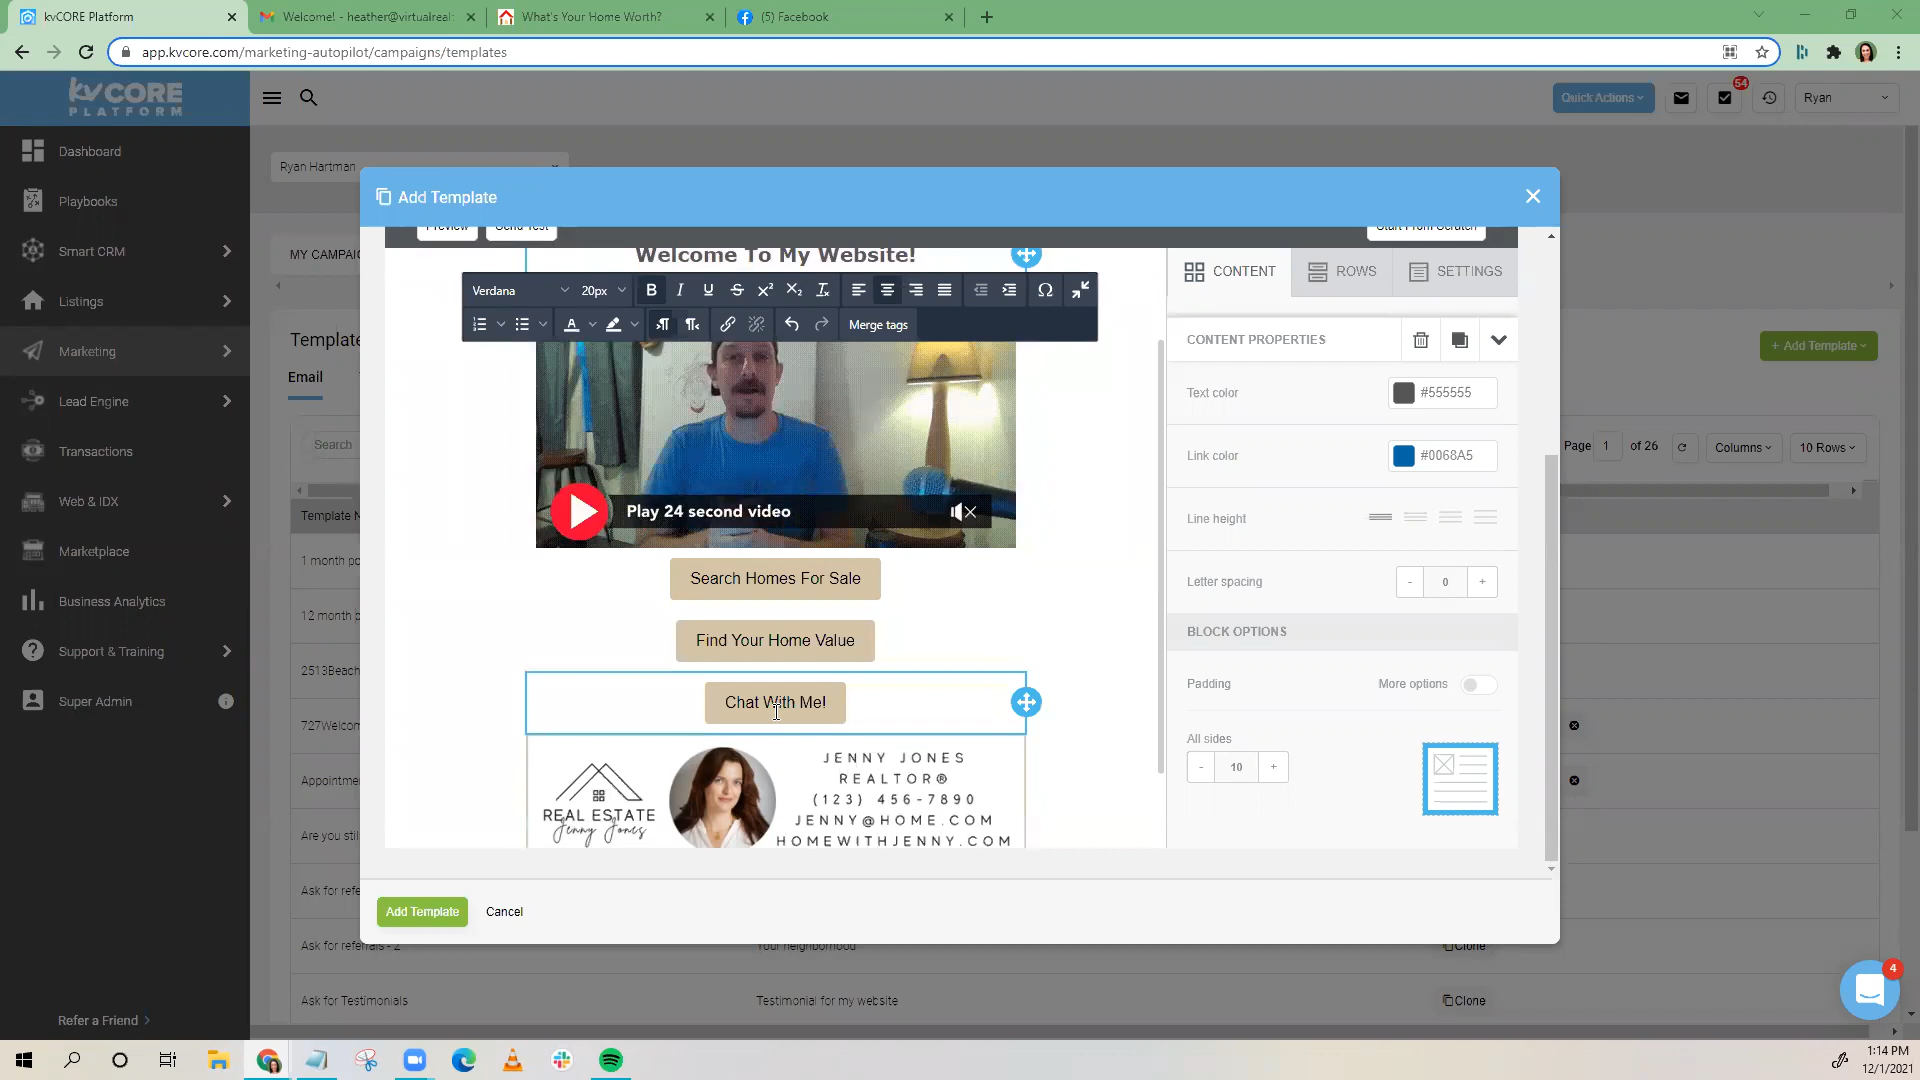 kvCORE Platform
Welcome! - heather@virtualreal
What's Your Home Worth?
(5) Facebook
app.kvcore.com/marketing-autopilot/campaigns/templates
kvCORE
PLATFORM
Quick Actions
54
Ryan
Dashboard
Playbooks
Smart CRM
Listings
Marketing
Lead Engine
Transactions
Web & IDX
Marketplace
Business Analytics
Support & Training
Super Admin
Refer a Friend
Ryan Hartman
MY CAMPAIG
Template
Email
Search
Template N
1 month po
12 month p
2513Beach
727Welcom
Appointme
Are you stil
Ask for refe
Ask for referrals - 2
Your neighborhood
Clone
Ask for Testimonials
Testimonial for my website
Clone
+ Add Template
Page 1 of 26
Columns
10 Rows
Add Template
Preview
Send Test
Start From Scratch
Welcome To My Website!
Verdana
20px
Merge tags
Play 24 second video
Search Homes For Sale
Find Your Home Value
Chat With Me!
REAL ESTATE
Jenny Jones
JENNY JONES
REALTOR®
(123) 456-7890
JENNY@HOME.COM
HOMEWITHJENNY.COM
CONTENT
ROWS
SETTINGS
CONTENT PROPERTIES
Text color
#555555
Link color
#0068A5
Line height
Letter spacing
- 0 +
BLOCK OPTIONS
Padding
More options
All sides
- 10 +
Add Template
Cancel
4
1:14 PM
12/1/2021